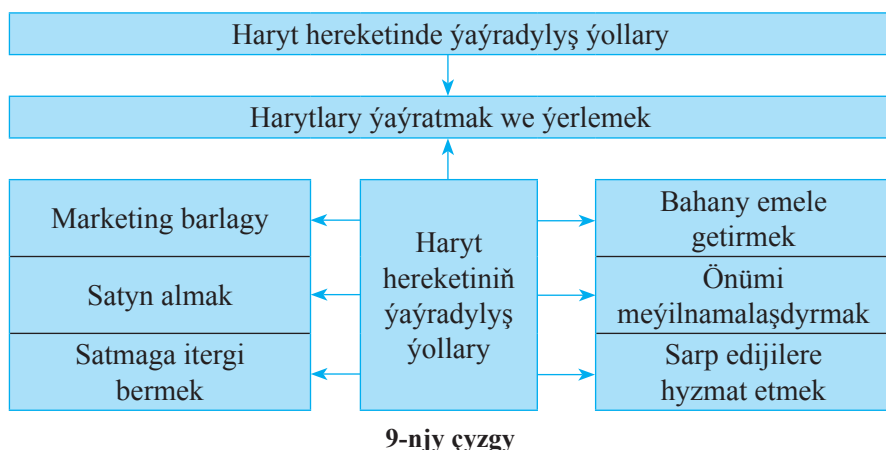 Haryt hereketinde ýaýradylyş ýollary
Harytlary ýaýratmak we ýerlemek
Marketing barlagy
Satyn almak
Satmaga itergi
bermek
Haryt
hereketiniň
ýaýradylyş
ýollary
Bahany emele
getirmek
Önümi
meýilnamalaşdyrmak
Sarp edijilere
hyzmat etmek
9-njy çyzgy